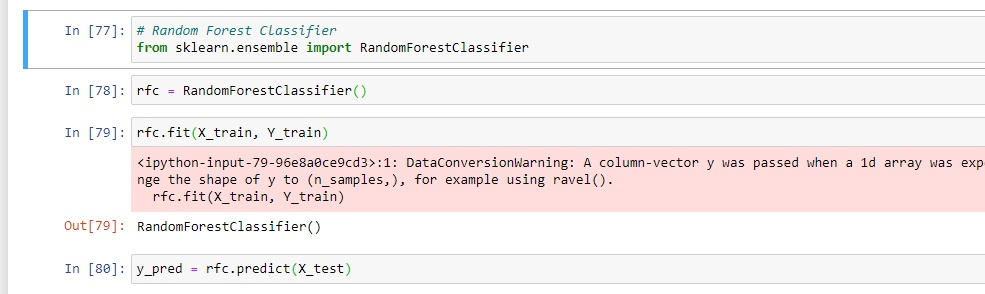 In [77]: # Random Forest Classifier
from sklearn.ensemble import RandomForestClassifier
In [78]: rfc = RandomForestClassifier()
In [79]: rfc.fit(X_train, Y_train)
<ipython-input-79-96e8a0ce9cd3>:1: DataConversionWarning: A column-vector y was passed when a 1d array was exp
nge the shape of y to (n_samples,), for example using ravel().
rfc.fit(X_train, Y_train)
Out[79]: RandomForestClassifier()
In [80]: y_pred = rfc.predict(X_test)